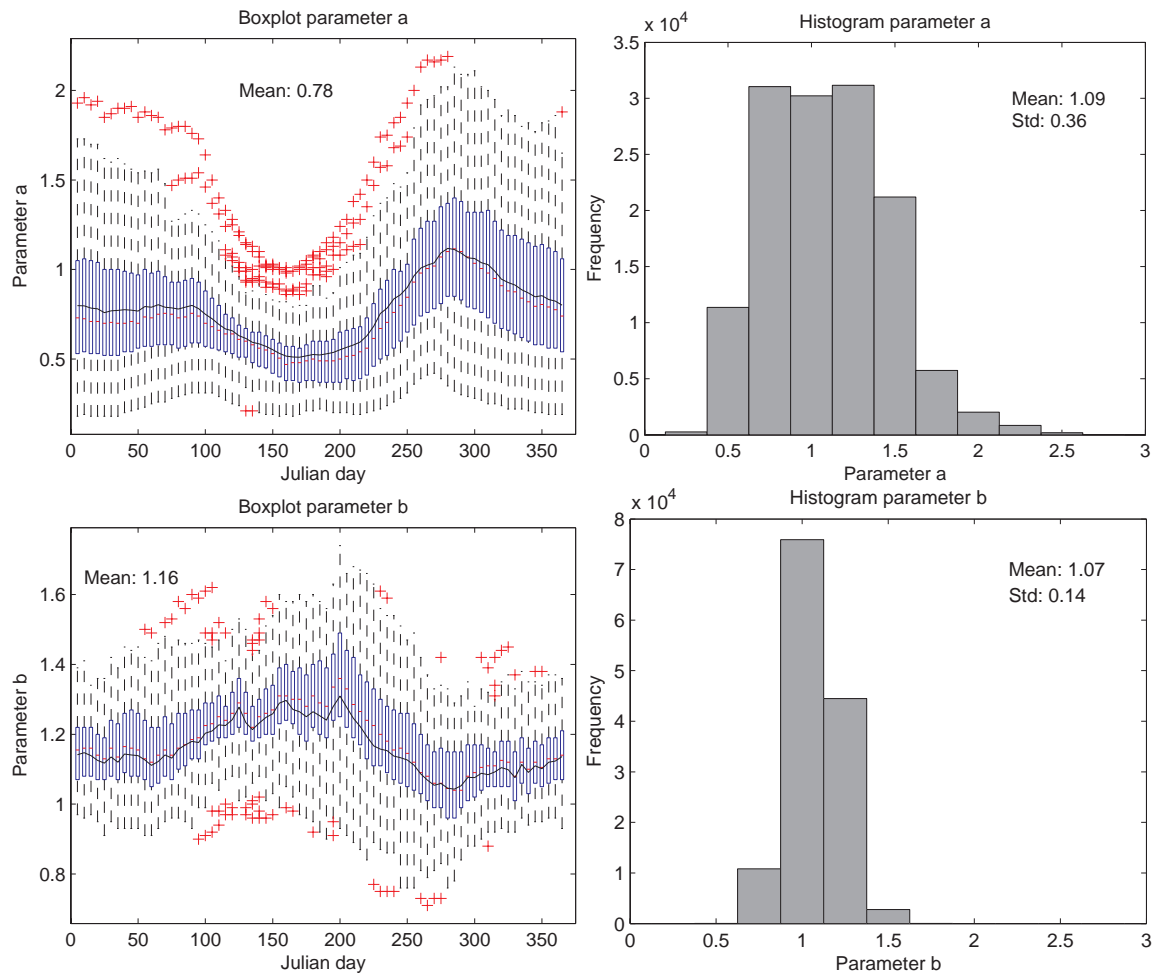 Boxplot parameter a
Mean: 0.78
Parameter a
2
1.5
1
0.5
0 50 100 150 200 250 300 350
Julian day
Histogram parameter a
x 10^4
Mean: 1.09
Std: 0.36
Frequency
3.5
3
2.5
2
1.5
1
0.5
0
0 0.5 1 1.5 2 2.5 3
Parameter a
Boxplot parameter b
Mean: 1.16
Parameter b
1.6
1.4
1.2
1
0.8
0 50 100 150 200 250 300 350
Julian day
Histogram parameter b
x 10^4
Mean: 1.07
Std: 0.14
Frequency
8
7
6
5
4
3
2
1
0
0 0.5 1 1.5 2 2.5 3
Parameter b